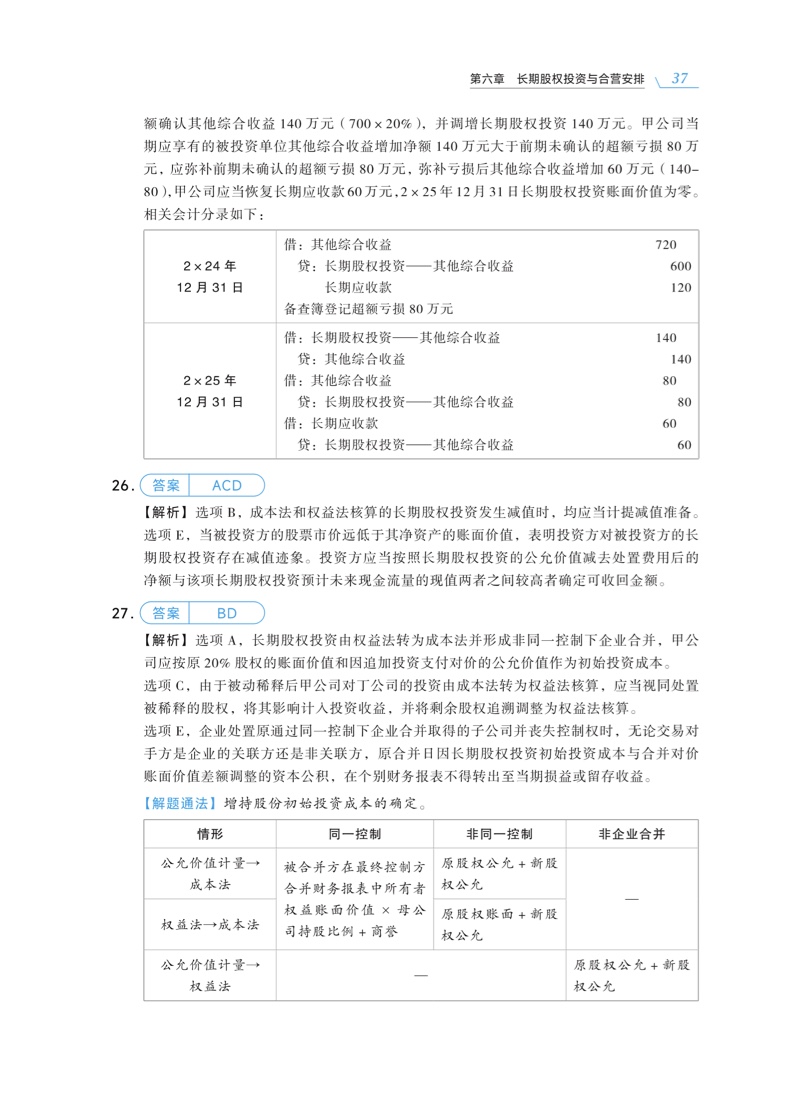 第六章 长期股权投资与合营安排 37
额确认其他综合收益 140 万元（700 × 20%），并调增长期股权投资 140 万元。甲公司当
期应享有的被投资单位其他综合收益增加净额 140 万元大于前期未确认的超额亏损 80 万
元，应弥补前期未确认的超额亏损 80 万元，弥补亏损后其他综合收益增加 60 万元（140-
80），甲公司应当恢复长期应收款60万元，2 × 25年12月31日长期股权投资账面价值为零。
相关会计分录如下：
2 × 24 年
12 月 31 日
借：其他综合收益 720
贷：长期股权投资——其他综合收益 600
长期应收款 120
备查簿登记超额亏损 80 万元
2 × 25 年
12 月 31 日
借：长期股权投资——其他综合收益 140
贷：其他综合收益 140
借：其他综合收益 80
贷：长期股权投资——其他综合收益 80
借：长期应收款 60
贷：长期股权投资——其他综合收益 60
26. 答案 ACD
【解析】选项 B，成本法和权益法核算的长期股权投资发生减值时，均应当计提减值准备。
选项 E，当被投资方的股票市价远低于其净资产的账面价值，表明投资方对被投资方的长
期股权投资存在减值迹象。投资方应当按照长期股权投资的公允价值减去处置费用后的
净额与该项长期股权投资预计未来现金流量的现值两者之间较高者确定可收回金额。
27. 答案 BD
【解析】选项 A，长期股权投资由权益法转为成本法并形成非同一控制下企业合并，甲公
司应按原 20% 股权的账面价值和因追加投资支付对价的公允价值作为初始投资成本。
选项 C，由于被动稀释后甲公司对丁公司的投资由成本法转为权益法核算，应当视同处置
被稀释的股权，将其影响计入投资收益，并将剩余股权追溯调整为权益法核算。
选项 E，企业处置原通过同一控制下企业合并取得的子公司并丧失控制权时，无论交易对
手方是企业的关联方还是非关联方，原合并日因长期股权投资初始投资成本与合并对价
账面价值差额调整的资本公积，在个别财务报表不得转出至当期损益或留存收益。
【解题通法】增持股份初始投资成本的确定。
情形 同一控制 非同一控制 非企业合并
公允价值计量→
成本法
被合并方在最终控制方
合并财务报表中所有者
权益账面价值 × 母公
司持股比例 + 商誉
原股权公允 + 新股
权公允
—
权益法→成本法
原股权账面 + 新股
权公允
公允价值计量→
权益法
—
原股权公允 + 新股
权公允